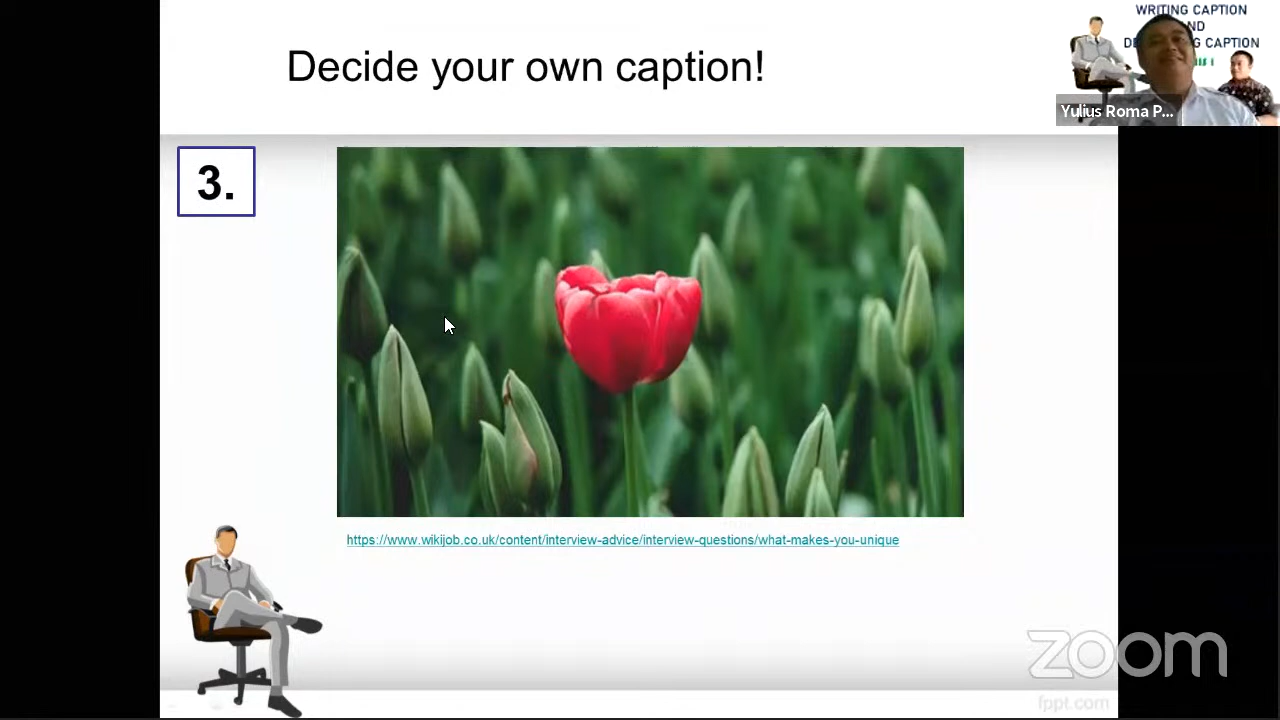 Decide your own caption!
WRITING CAPTION
Yulius Roma P...
3.
https://www.wikijob.co.uk/content/interview-advice/interview-questions/what-makes-you-unique
zoom
fppt.com